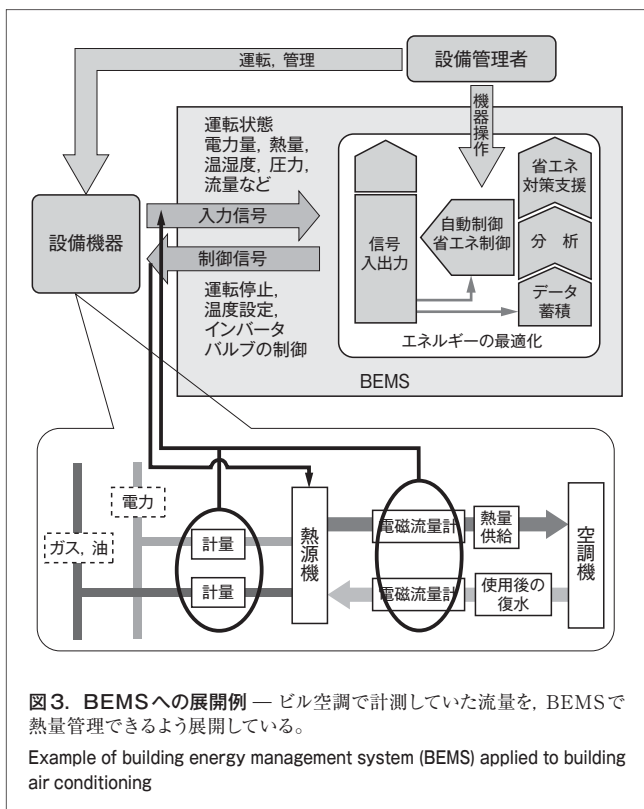 設備管理者
運転, 管理
機器操作
運転状態
電力量, 熱量,
温湿度, 圧力,
流量など
入力信号
設備機器
制御信号
運転停止,
温度設定,
インバータ
バルブの制御
信号
入出力
自動制御
省エネ制御
省エネ
対策支援
分 析
データ
蓄積
エネルギーの最適化
BEMS
電力
ガス, 油
計量
計量
熱源機
電磁流量計
熱量
供給
電磁流量計
使用後の
復水
空調機
図3. BEMSへの展開例 — ビル空調で計測していた流量を, BEMSで
熱量管理できるよう展開している。
Example of building energy management system (BEMS) applied to building
air conditioning